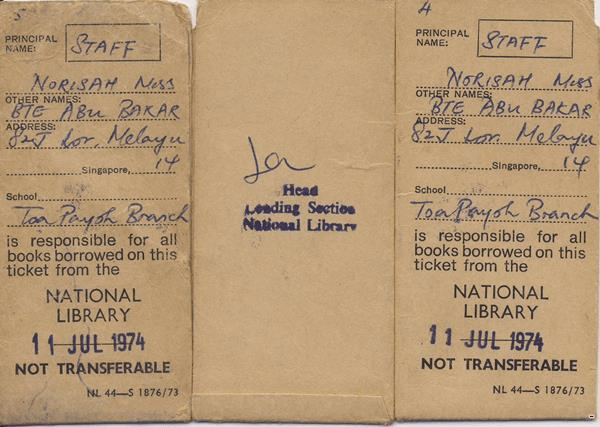 5
PRINCIPAL
NAME:
STAFF
NORISAH MISS
OTHER NAMES:
BTE ABU BAKAR
ADDRESS:
82J Lor. Melayu
Singapore, 14
School
Toa Payoh Branch
is responsible for all
books borrowed on this
ticket from the
NATIONAL
LIBRARY
11 JUL 1974
NOT TRANSFERABLE
NL 44—S 1876/73
Head
Lending Section
National Library
4
PRINCIPAL
NAME:
STAFF
NORISAH MISS
OTHER NAMES:
BTE ABU BAKAR
ADDRESS:
82J Lor. Melayu
Singapore, 14
School
Toa Payoh Branch
is responsible for all
books borrowed on this
ticket from the
NATIONAL
LIBRARY
11 JUL 1974
NOT TRANSFERABLE
NL 44—S 1876/73